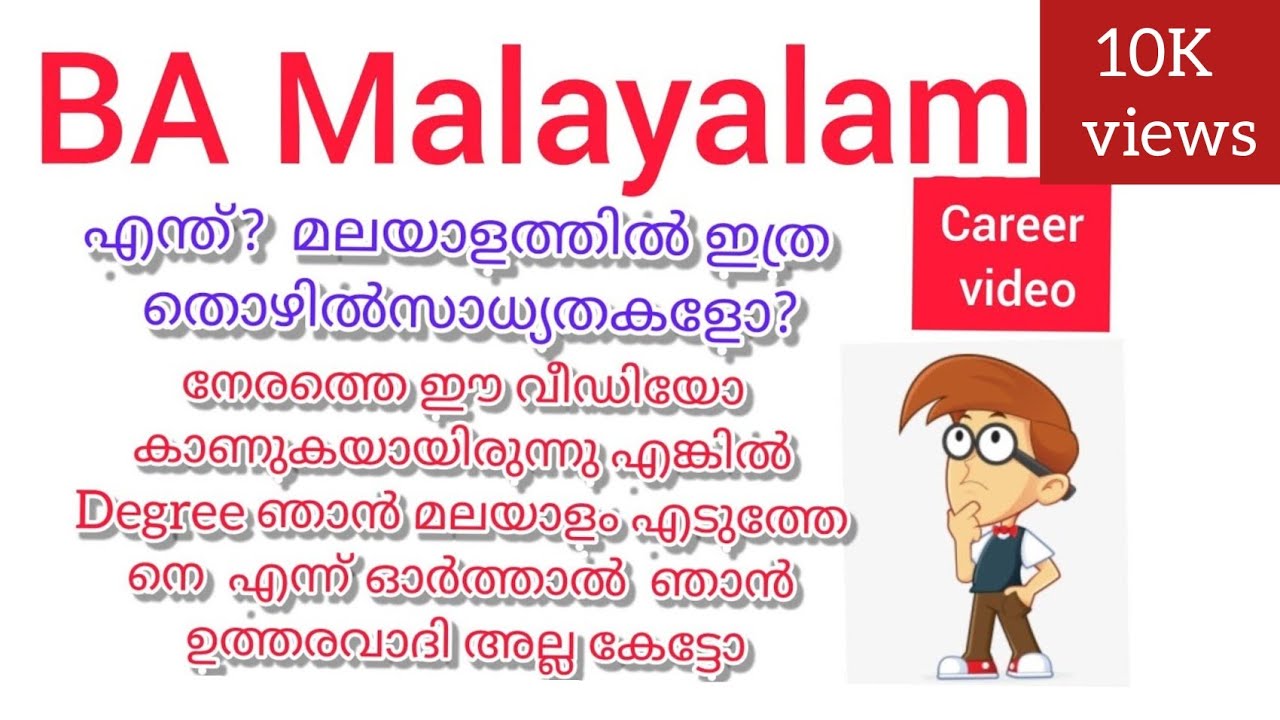 BA Malayalam
10K
views
എന്ത്? മലയാളത്തിൽ ഇത്ര
തൊഴിൽസാധ്യതകളോ?
Career
video
നേരത്തെ ഈ വീഡിയോ
കാണുകയായിരുന്നു എങ്കിൽ
Degree ഞാൻ മലയാളം എടുത്തേ
നെ എന്ന് ഓർത്താൽ ഞാൻ
ഉത്തരവാദി അല്ല കേട്ടോ